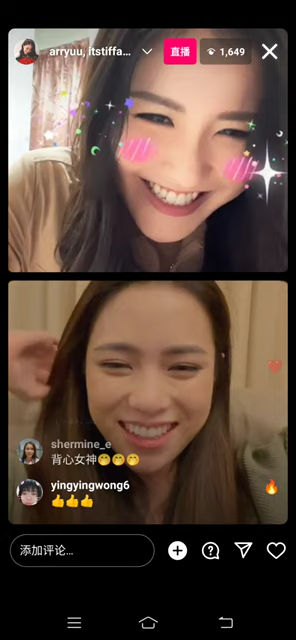 arryuu, itstiffa...
直播
1,649
shermine_e
背心女神🤭🤭🤭
yingyingwong6
👍👍👍
添加评论...